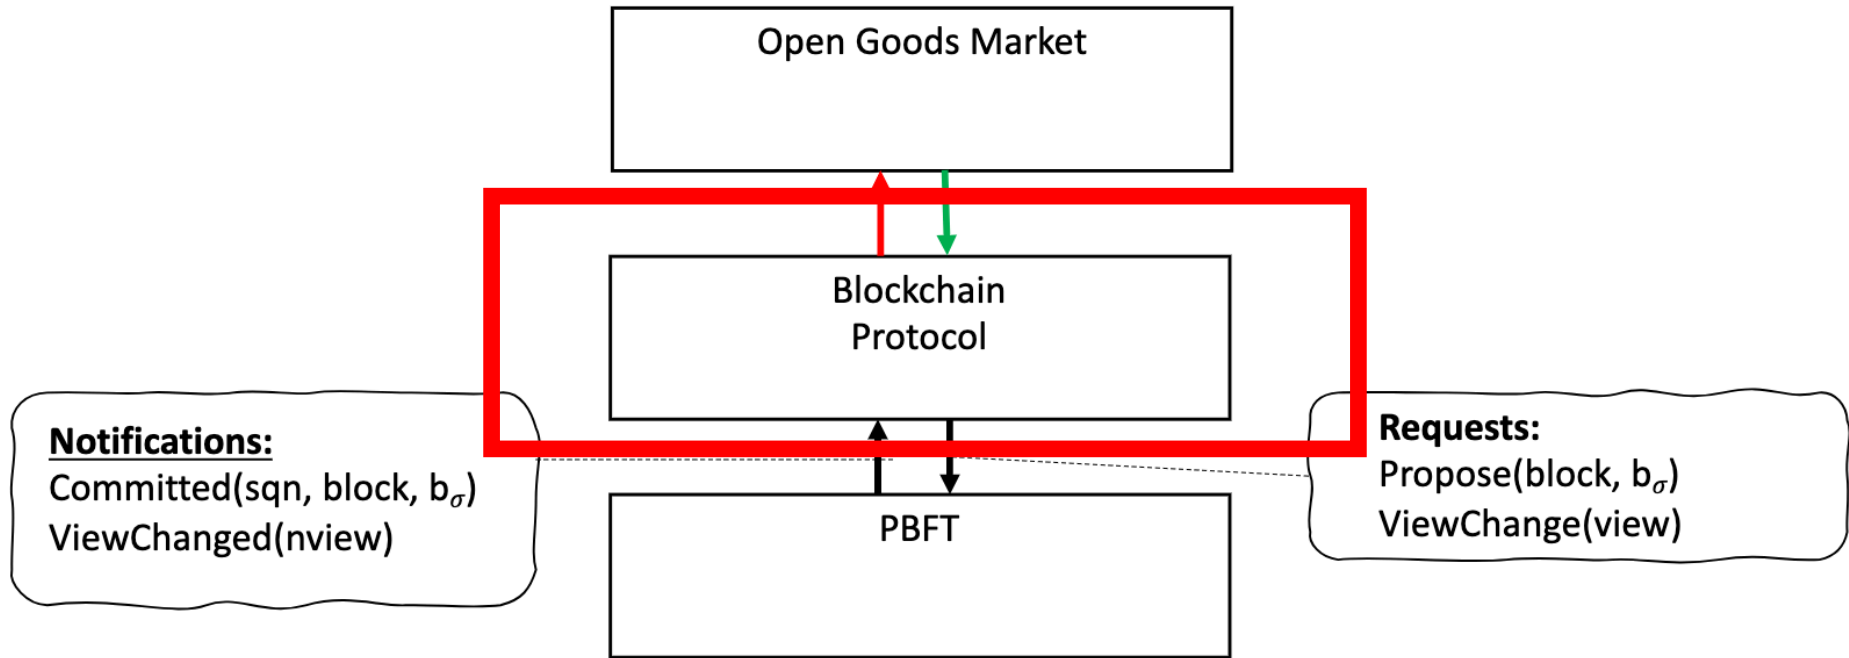 Open Goods Market
Blockchain
Protocol
Notifications:
Committed(sqn, block, bσ)
ViewChanged(nview)
Requests:
Propose(block, bσ)
ViewChange(view)
PBFT